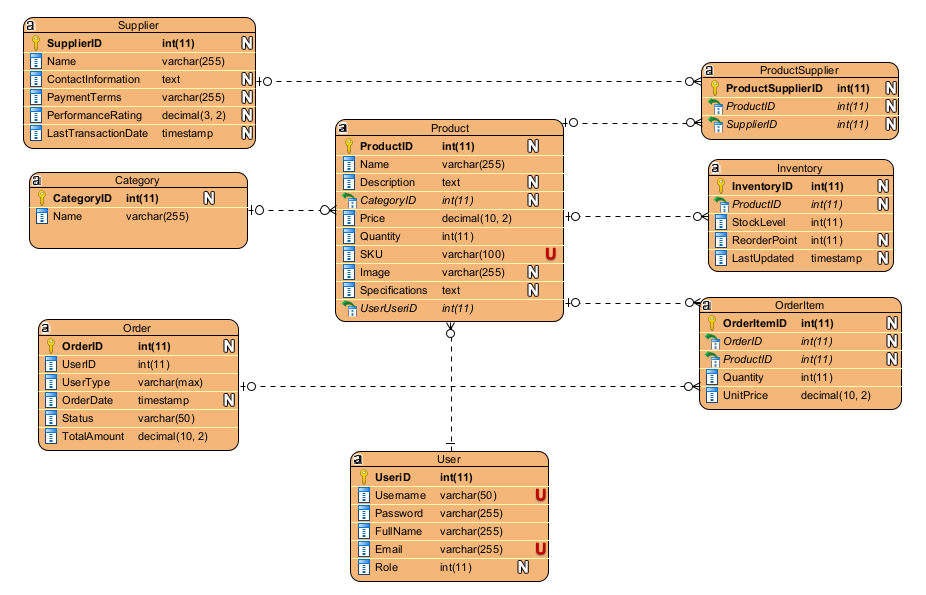 a Supplier
SupplierID int(11) N
Name varchar(255)
ContactInformation text N
PaymentTerms varchar(255) N
PerformanceRating decimal(3, 2) N
LastTransactionDate timestamp N
a ProductSupplier
ProductSupplierID int(11) N
ProductID int(11) N
SupplierID int(11) N
a Product
ProductID int(11) N
Name varchar(255)
Description text N
CategoryID int(11) N
Price decimal(10, 2)
Quantity int(11)
SKU varchar(100) U
Image varchar(255) N
Specifications text N
UserUseriD int(11)
a Category
CategoryID int(11) N
Name varchar(255)
a Inventory
InventoryID int(11) N
ProductID int(11) N
StockLevel int(11)
ReorderPoint int(11) N
LastUpdated timestamp N
a Order
OrderID int(11) N
UserID int(11)
UserType varchar(max)
OrderDate timestamp N
Status varchar(50)
TotalAmount decimal(10, 2)
a OrderItem
OrderItemID int(11) N
OrderID int(11) N
ProductID int(11) N
Quantity int(11)
UnitPrice decimal(10, 2)
a User
UseriD int(11)
Username varchar(50) U
Password varchar(255)
FullName varchar(255)
Email varchar(255) U
Role int(11) N